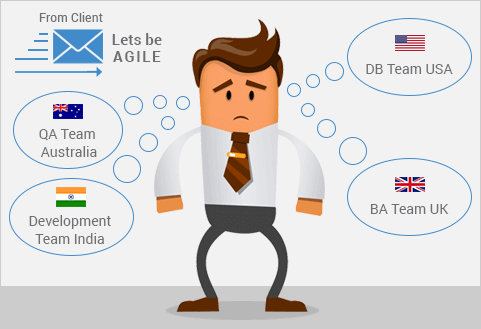 From Client
Lets be
AGILE
DB Team USA
QA Team
Australia
Development
Team India
BA Team UK